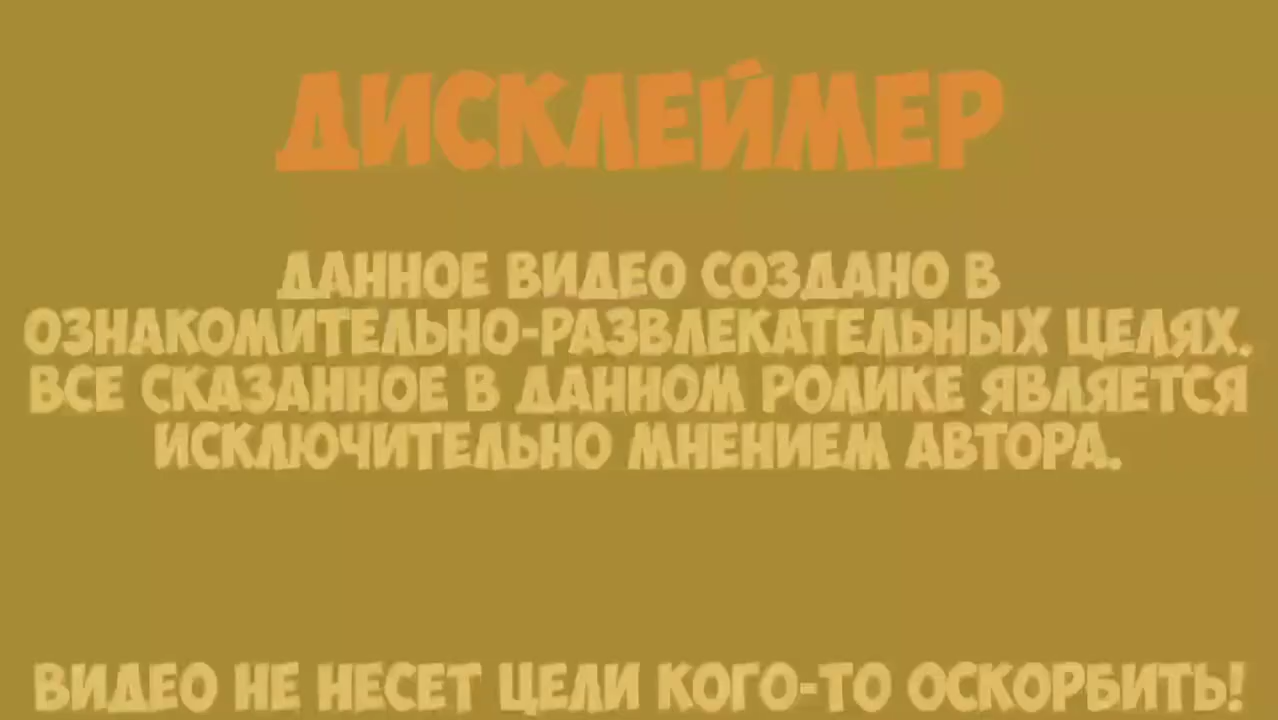 ДИСКЛЕЙМЕР
ДАННОЕ ВИДЕО СОЗДАНО В
ОЗНАКОМИТЕЛЬНО-РАЗВЛЕКАТЕЛЬНЫХ ЦЕЛЯХ.
ВСЕ СКАЗАННОЕ В ДАННОМ РОЛИКЕ ЯВЛЯЕТСЯ
ИСКЛЮЧИТЕЛЬНО МНЕНИЕМ АВТОРА.
ВИДЕО НЕ НЕСЕТ ЦЕЛИ КОГО-ТО ОСКОРБИТЬ!